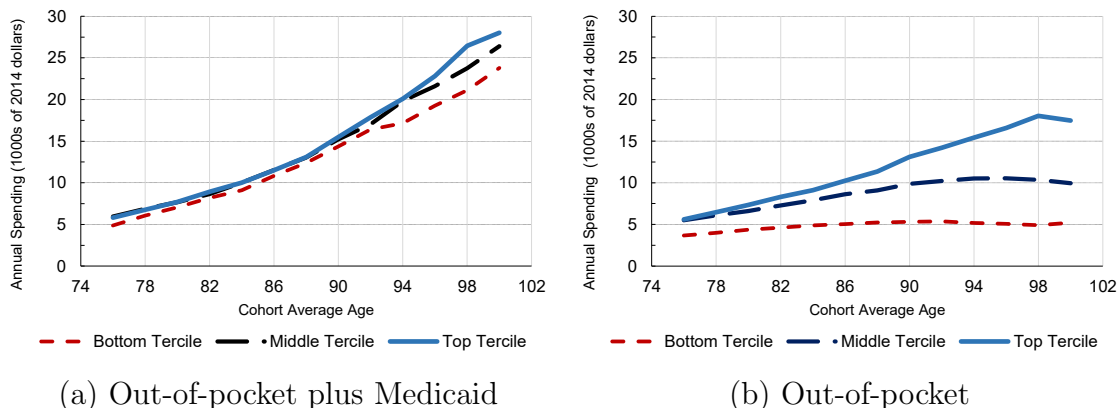 Annual Spending (1000s of 2014 dollars)
30
25
20
15
10
5
0
74 78 82 86 90 94 98 102
Cohort Average Age
Bottom Tercile Middle Tercile Top Tercile
(a) Out-of-pocket plus Medicaid
Annual Spending (1000s of 2014 dollars)
30
25
20
15
10
5
0
74 78 82 86 90 94 98 102
Cohort Average Age
Bottom Tercile Middle Tercile Top Tercile
(b) Out-of-pocket